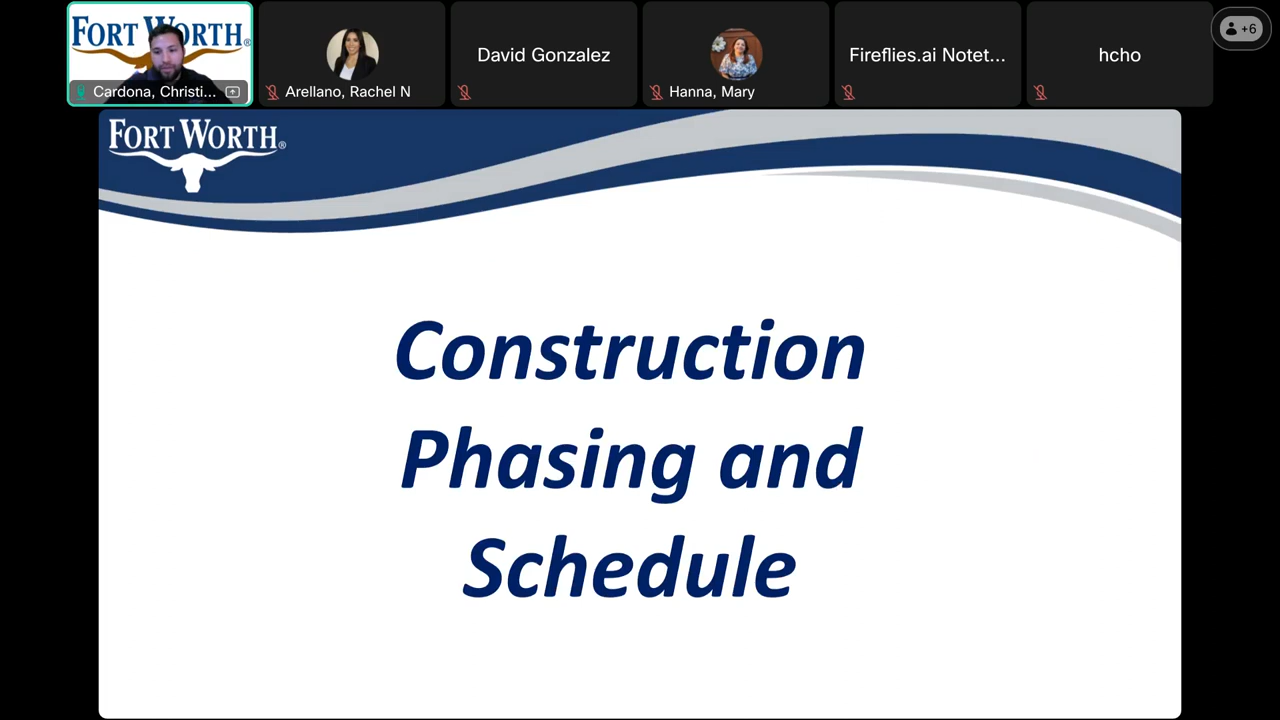 FORT WORTH®
Cardona, Christi...
Arellano, Rachel N
David Gonzalez
Hanna, Mary
Fireflies.ai Notet...
hcho
+6
FORT WORTH®
Construction
Phasing and
Schedule